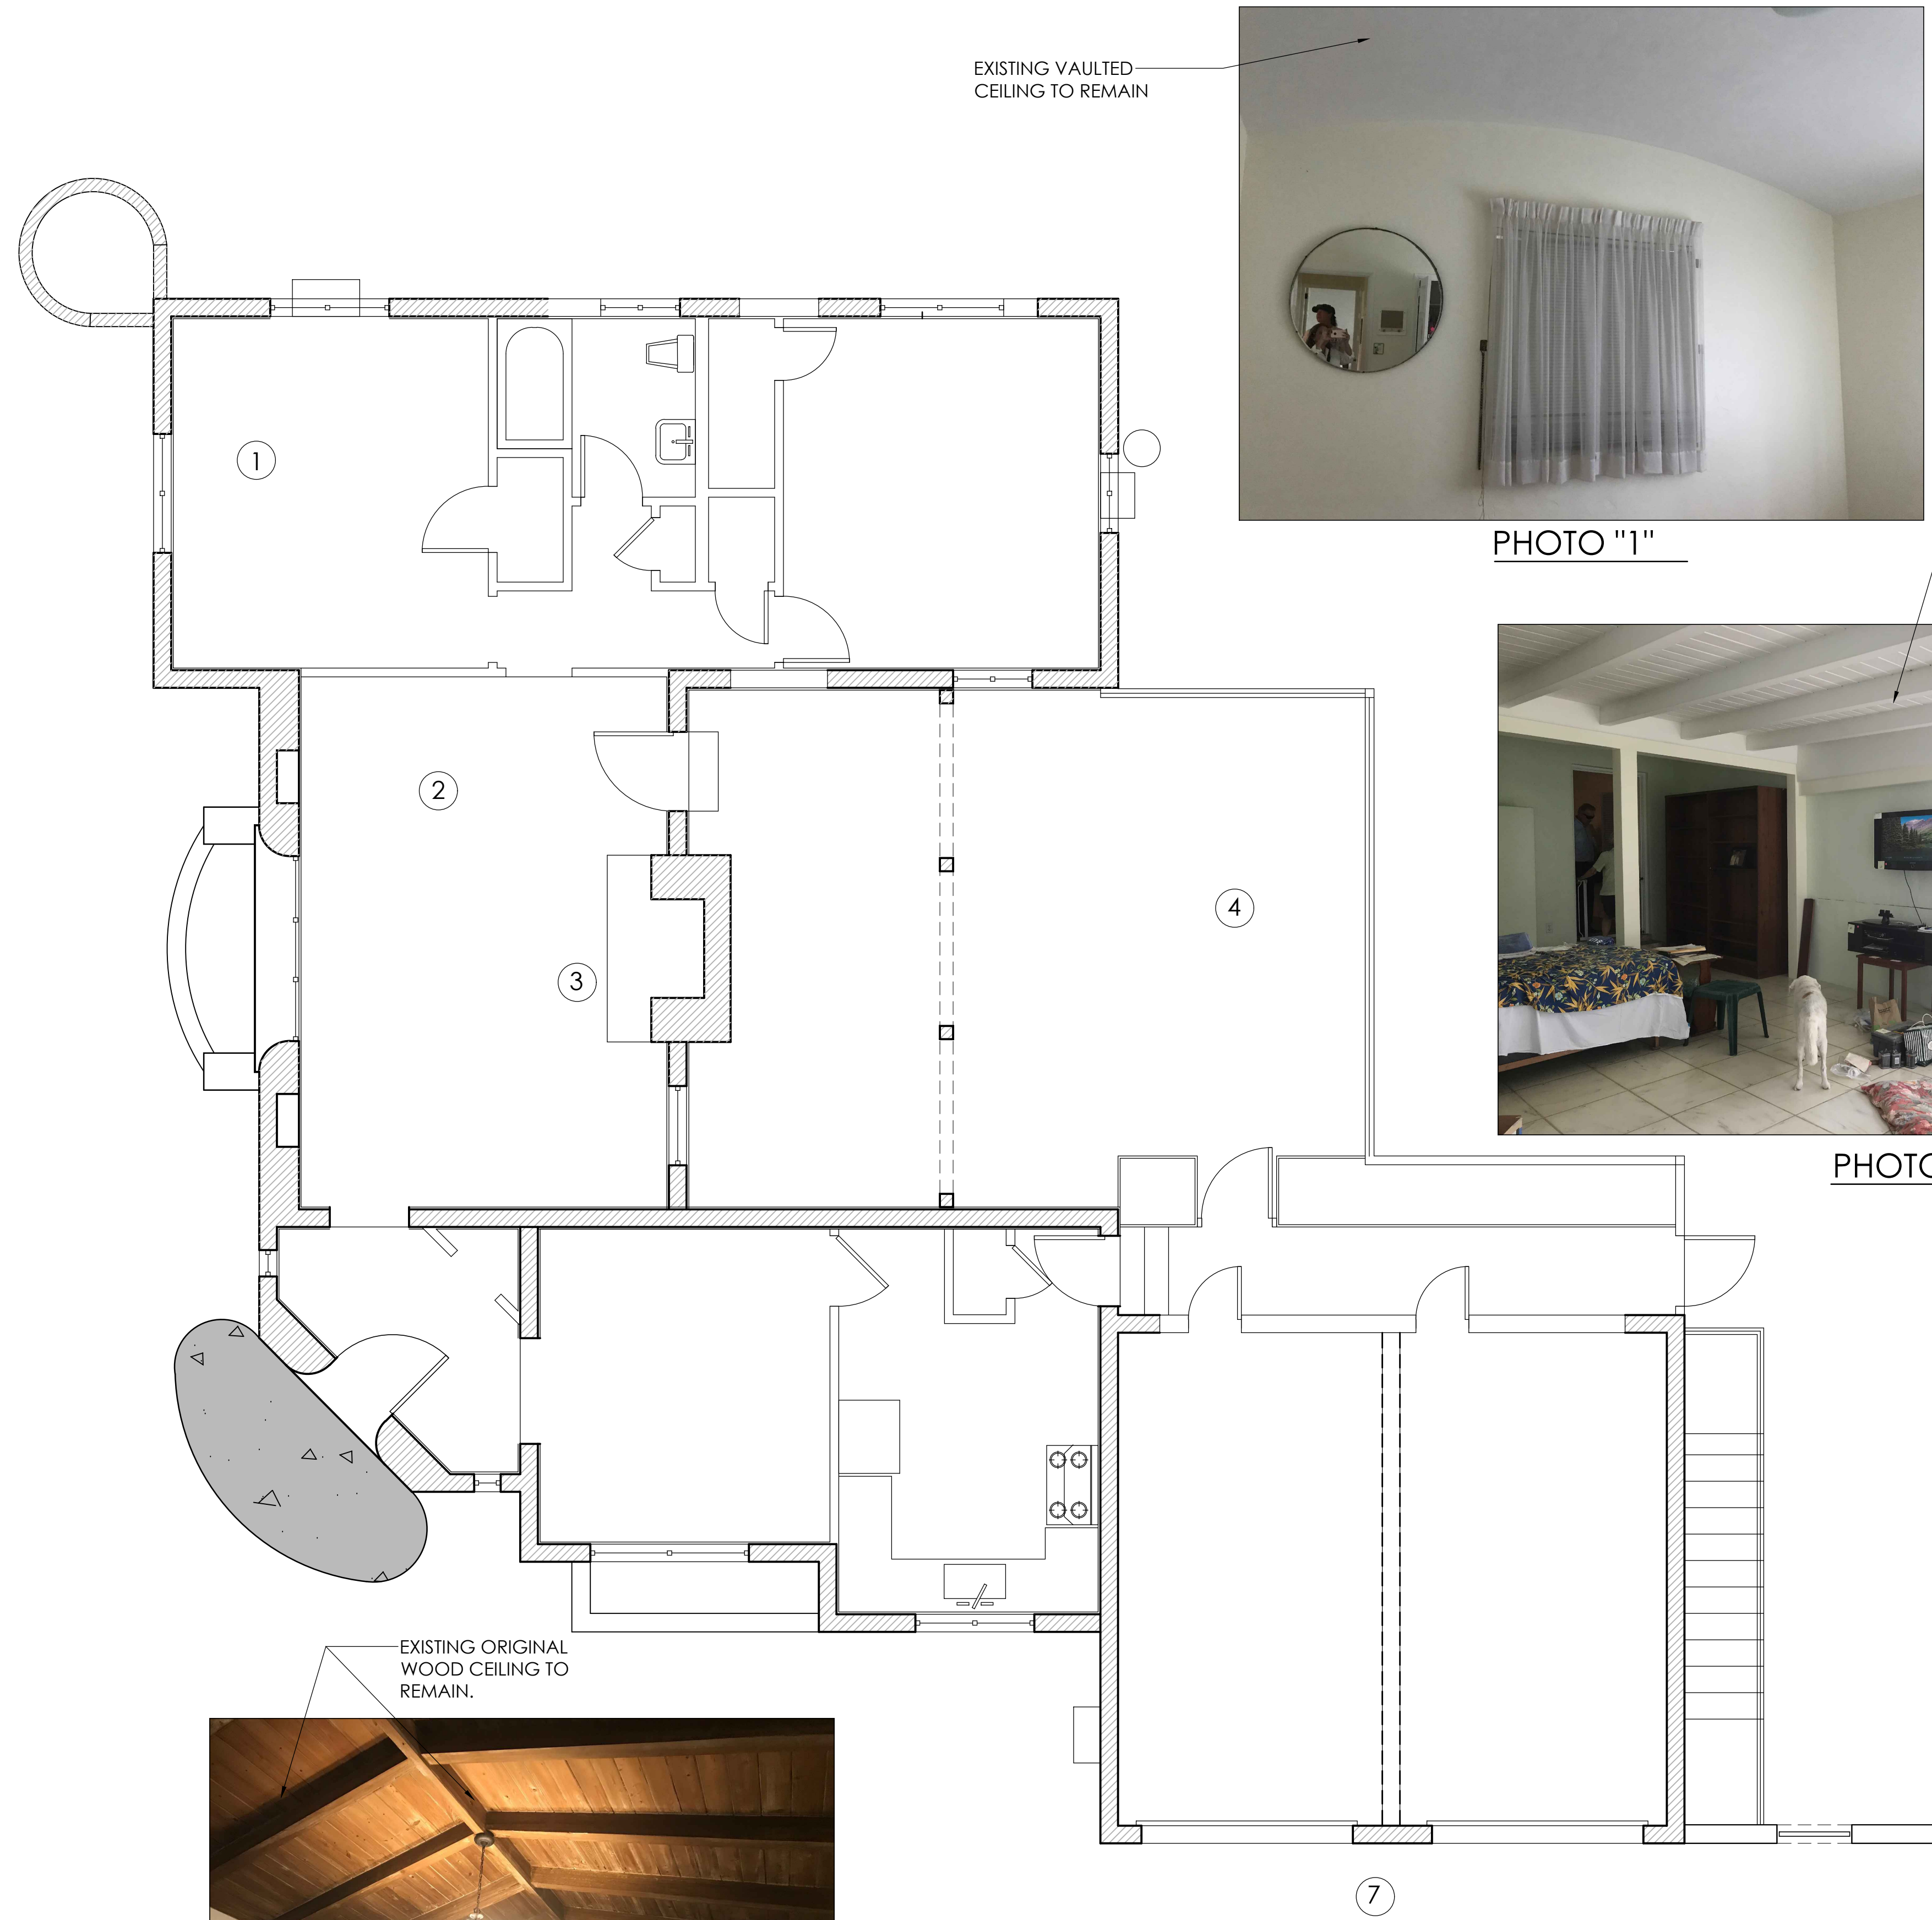 EXISTING VAULTED
CEILING TO REMAIN
PHOTO "1"
1
2
3
4
PHOTO
EXISTING ORIGINAL
WOOD CEILING TO
REMAIN.
7